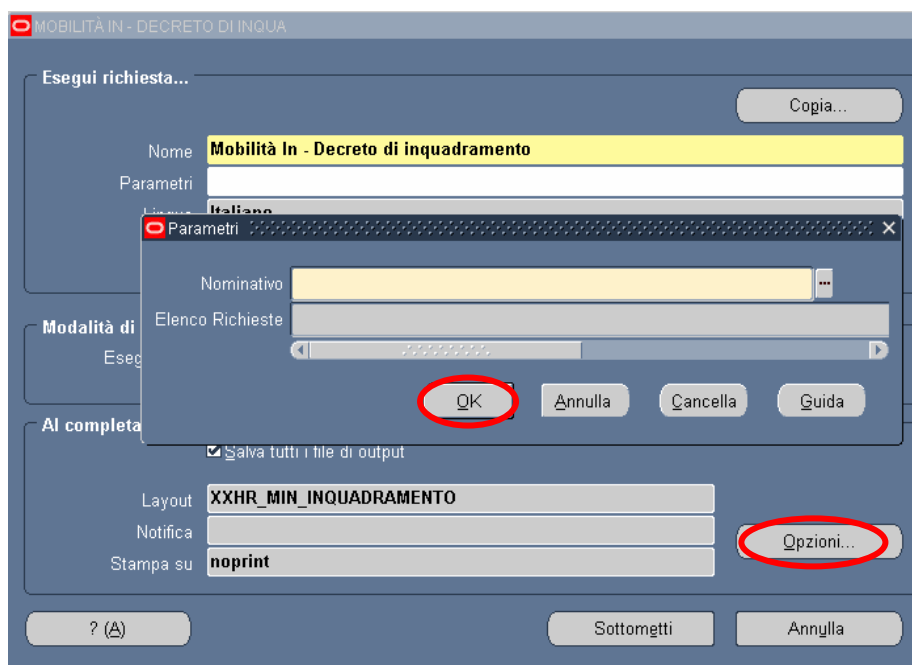 MOBILITÀ IN - DECRETO DI INQUA
Esegui richiesta...
Copia...
Nome Mobilità In - Decreto di inquadramento
Parametri
Lingua Italiano
Parametri
Nominativo ...
Elenco Richieste
Modalità di
Eseg
OK Annulla Cancella Guida
Al completa
Salva tutti i file di output
Layout XXHR_MIN_INQUADRAMENTO
Notifica
Opzioni...
Stampa su noprint
? (A) Sottometti Annulla